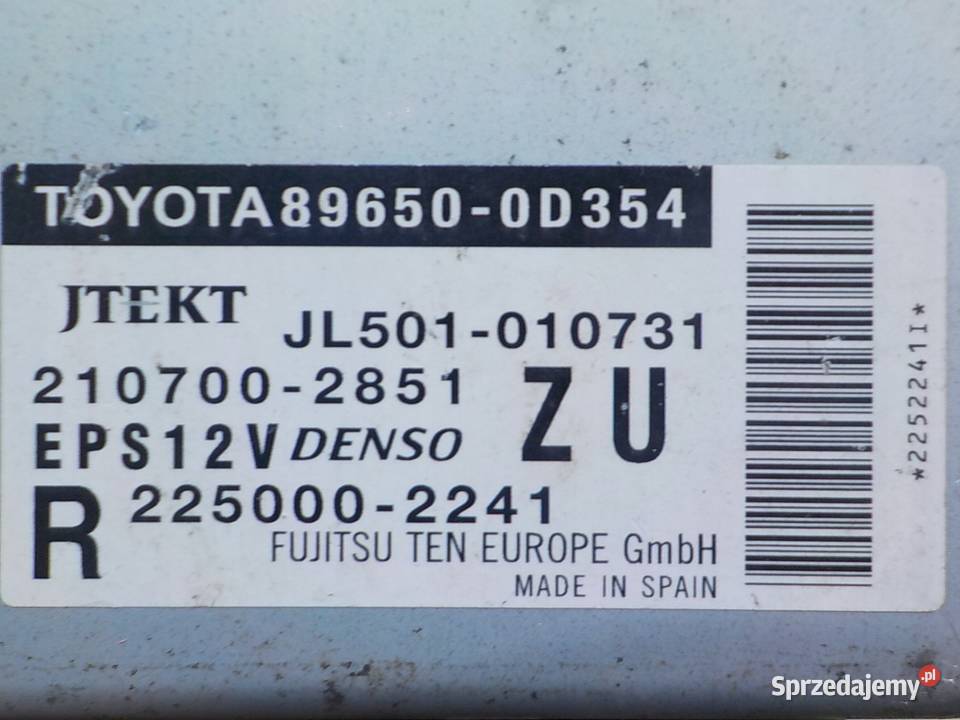 TOYOTA 89650-0D354
JTEKT JL501-010731
210700-2851 ZU
EPS12V DENSO
R 225000-2241
FUJITSU TEN EUROPE GmbH
MADE IN SPAIN
*22522411*
Sprzedajemy.pl